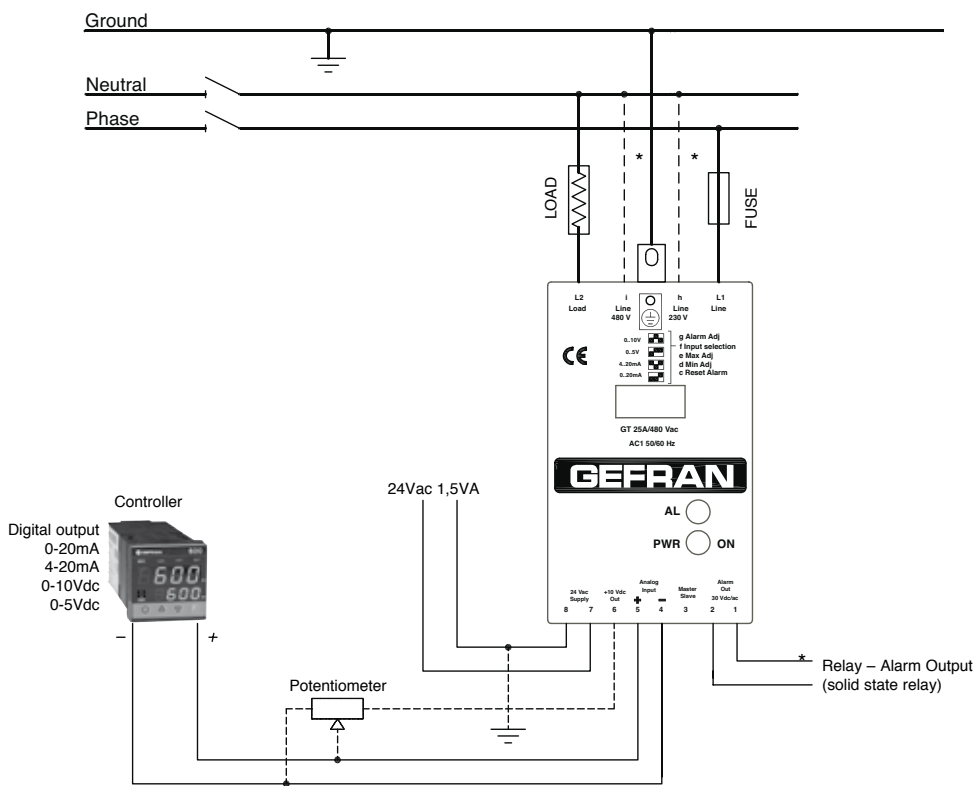 Ground
Neutral
Phase
*
*
LOAD
FUSE
L2
Load
i
Line
480 V
h
Line
230 V
L1
Line
0..10V
0..5V
4..20mA
0..20mA
g Alarm Adj
f Input selection
e Max Adj
d Min Adj
c Reset Alarm
CE
GT 25A/480 Vac
AC1 50/60 Hz
GEFRAN
AL
PWR ON
24Vac 1,5VA
Controller
Digital output
0-20mA
4-20mA
0-10Vdc
0-5Vdc
600
600
600
– +
24 Vac
Supply
+10 Vdc
Out
Analog
Input
+ –
Master
Slave
Alarm
Out
30 Vdc/ac
8 7 6 5 4 3 2 1
Potentiometer
*
Relay – Alarm Output
(solid state relay)